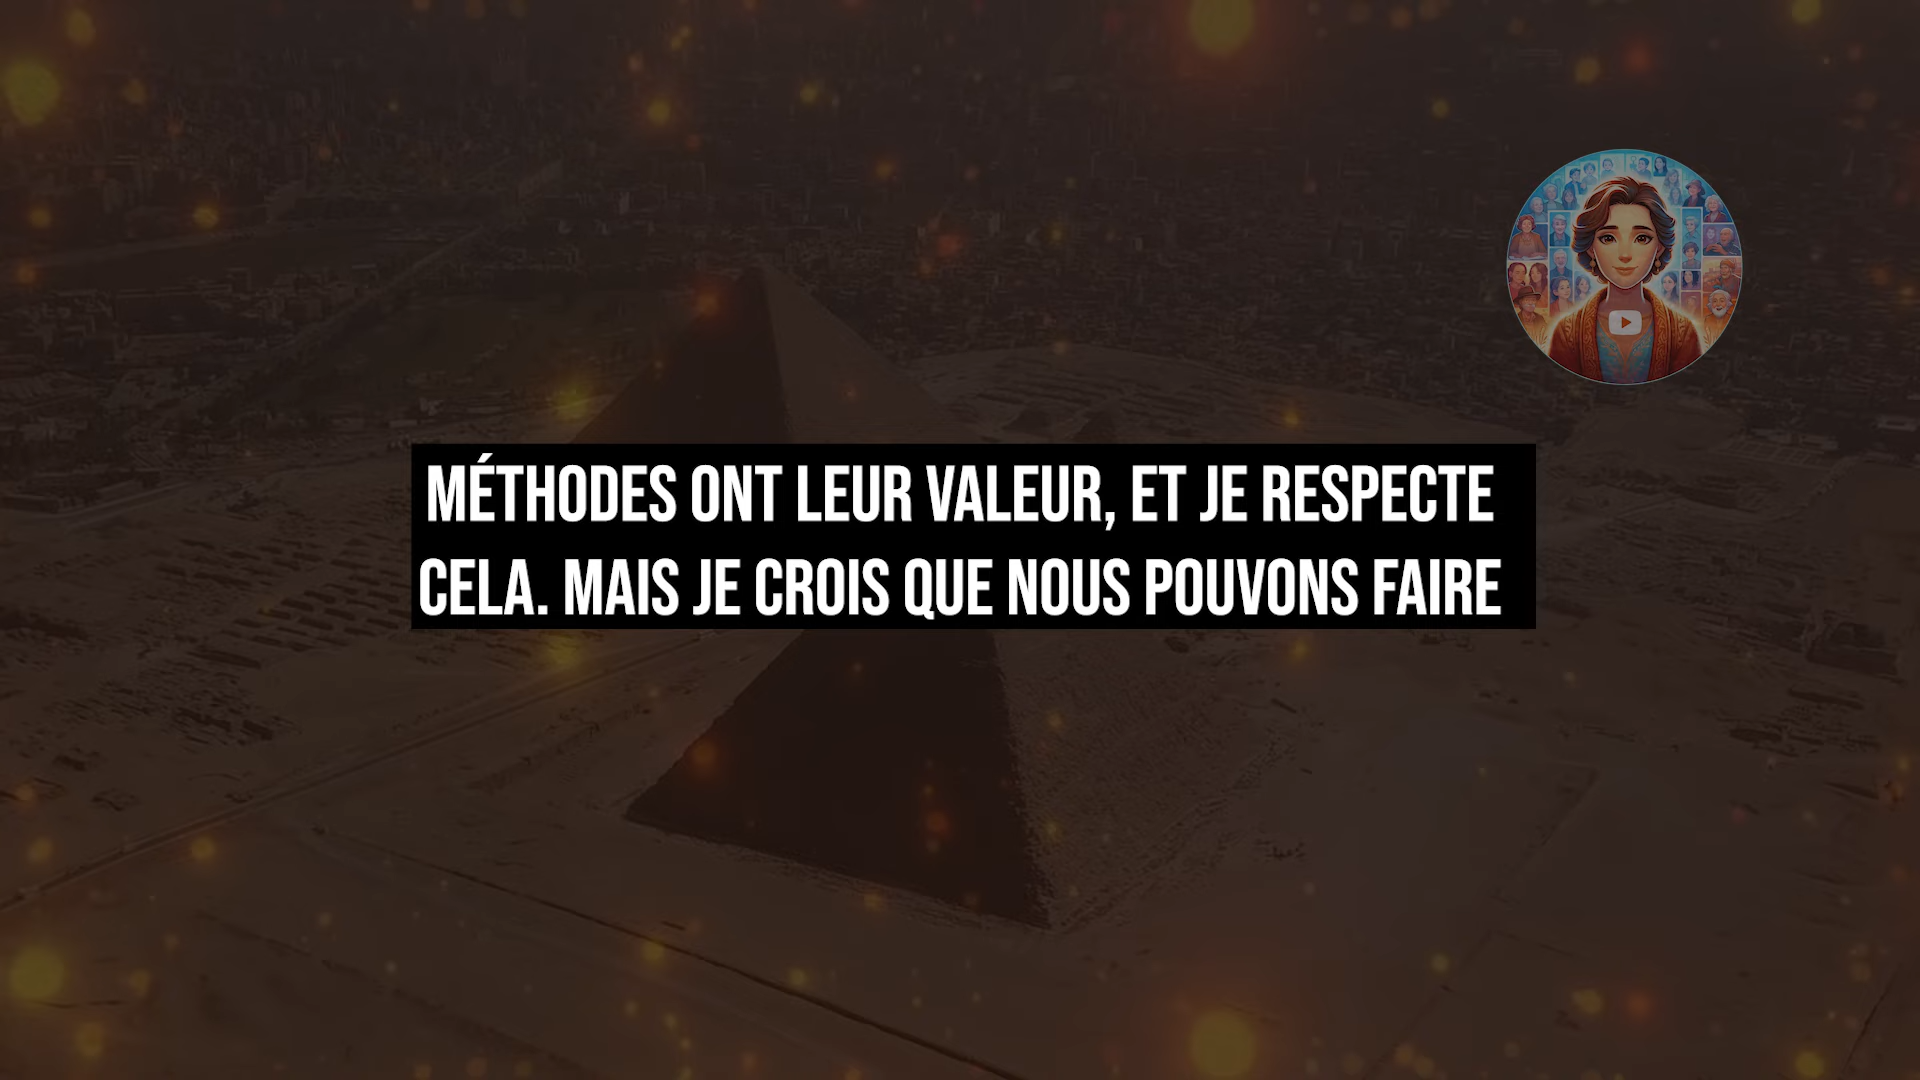 MÉTHODES ONT LEUR VALEUR, ET JE RESPECTE
CELA. MAIS JE CROIS QUE NOUS POUVONS FAIRE